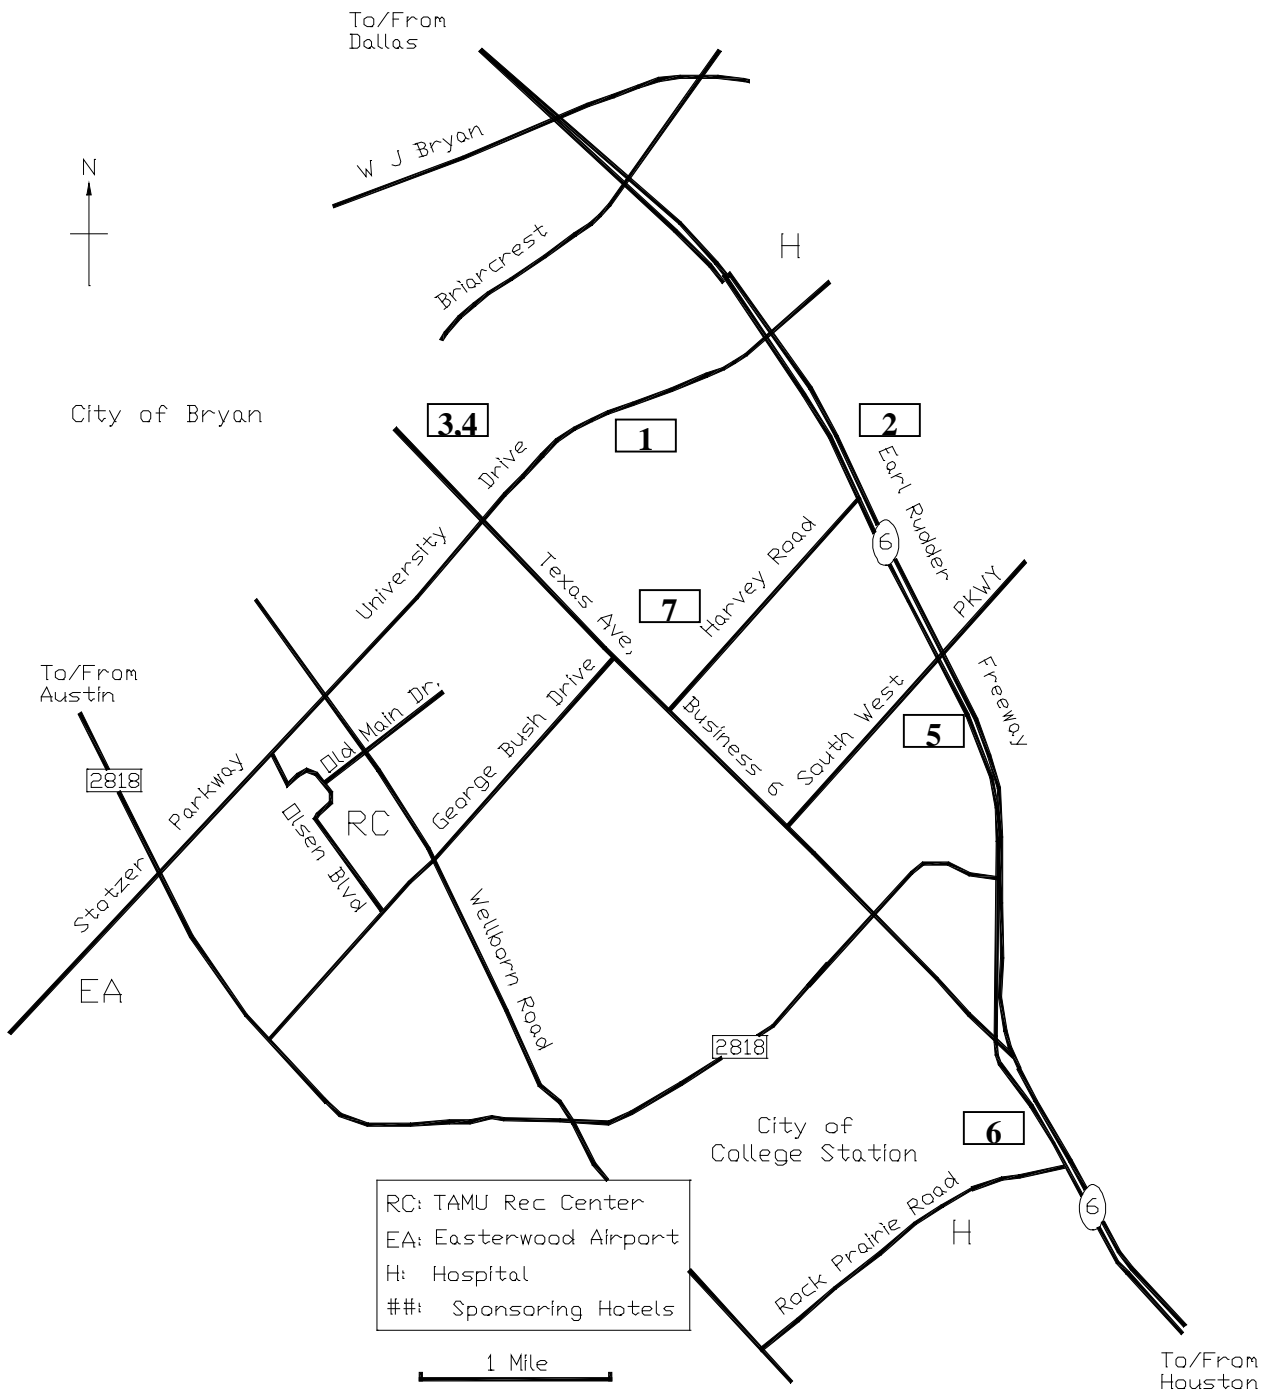 To/From
Dallas
W J Bryan
N
H
Briarcrest
City of Bryan
3,4
1
2
Drive
Earl Rudder
6
University
Texas Ave,
Harvey Road
7
PKWY
To/From
Austin
Old Main Dr,
George Bush Drive
Business 6
South West
Freeway
5
2818
Parkway
Olsen Blvd
RC
Stotzer
Wellborn Road
EA
2818
City of
College Station
6
Rock Prairie Road
H
6
RC: TAMU Rec Center
EA: Easterwood Airport
H: Hospital
##: Sponsoring Hotels
1 Mile
To/From
Houston